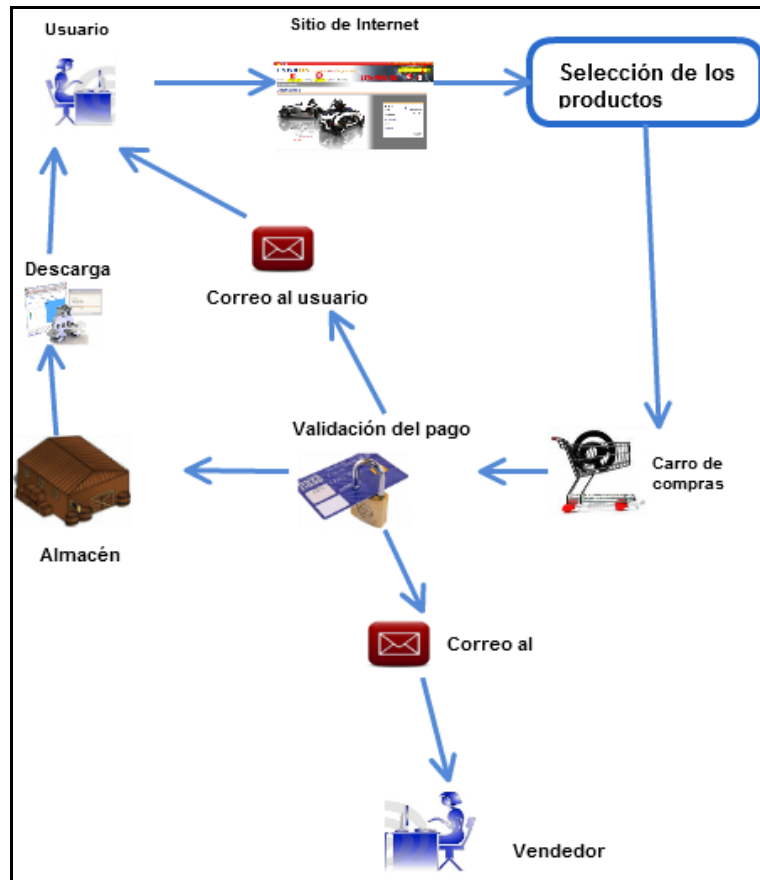 Usuario
Sitio de Internet
Selección de los
productos
Descarga
Correo al usuario
Validación del pago
Carro de
compras
Almacén
Correo al
Vendedor